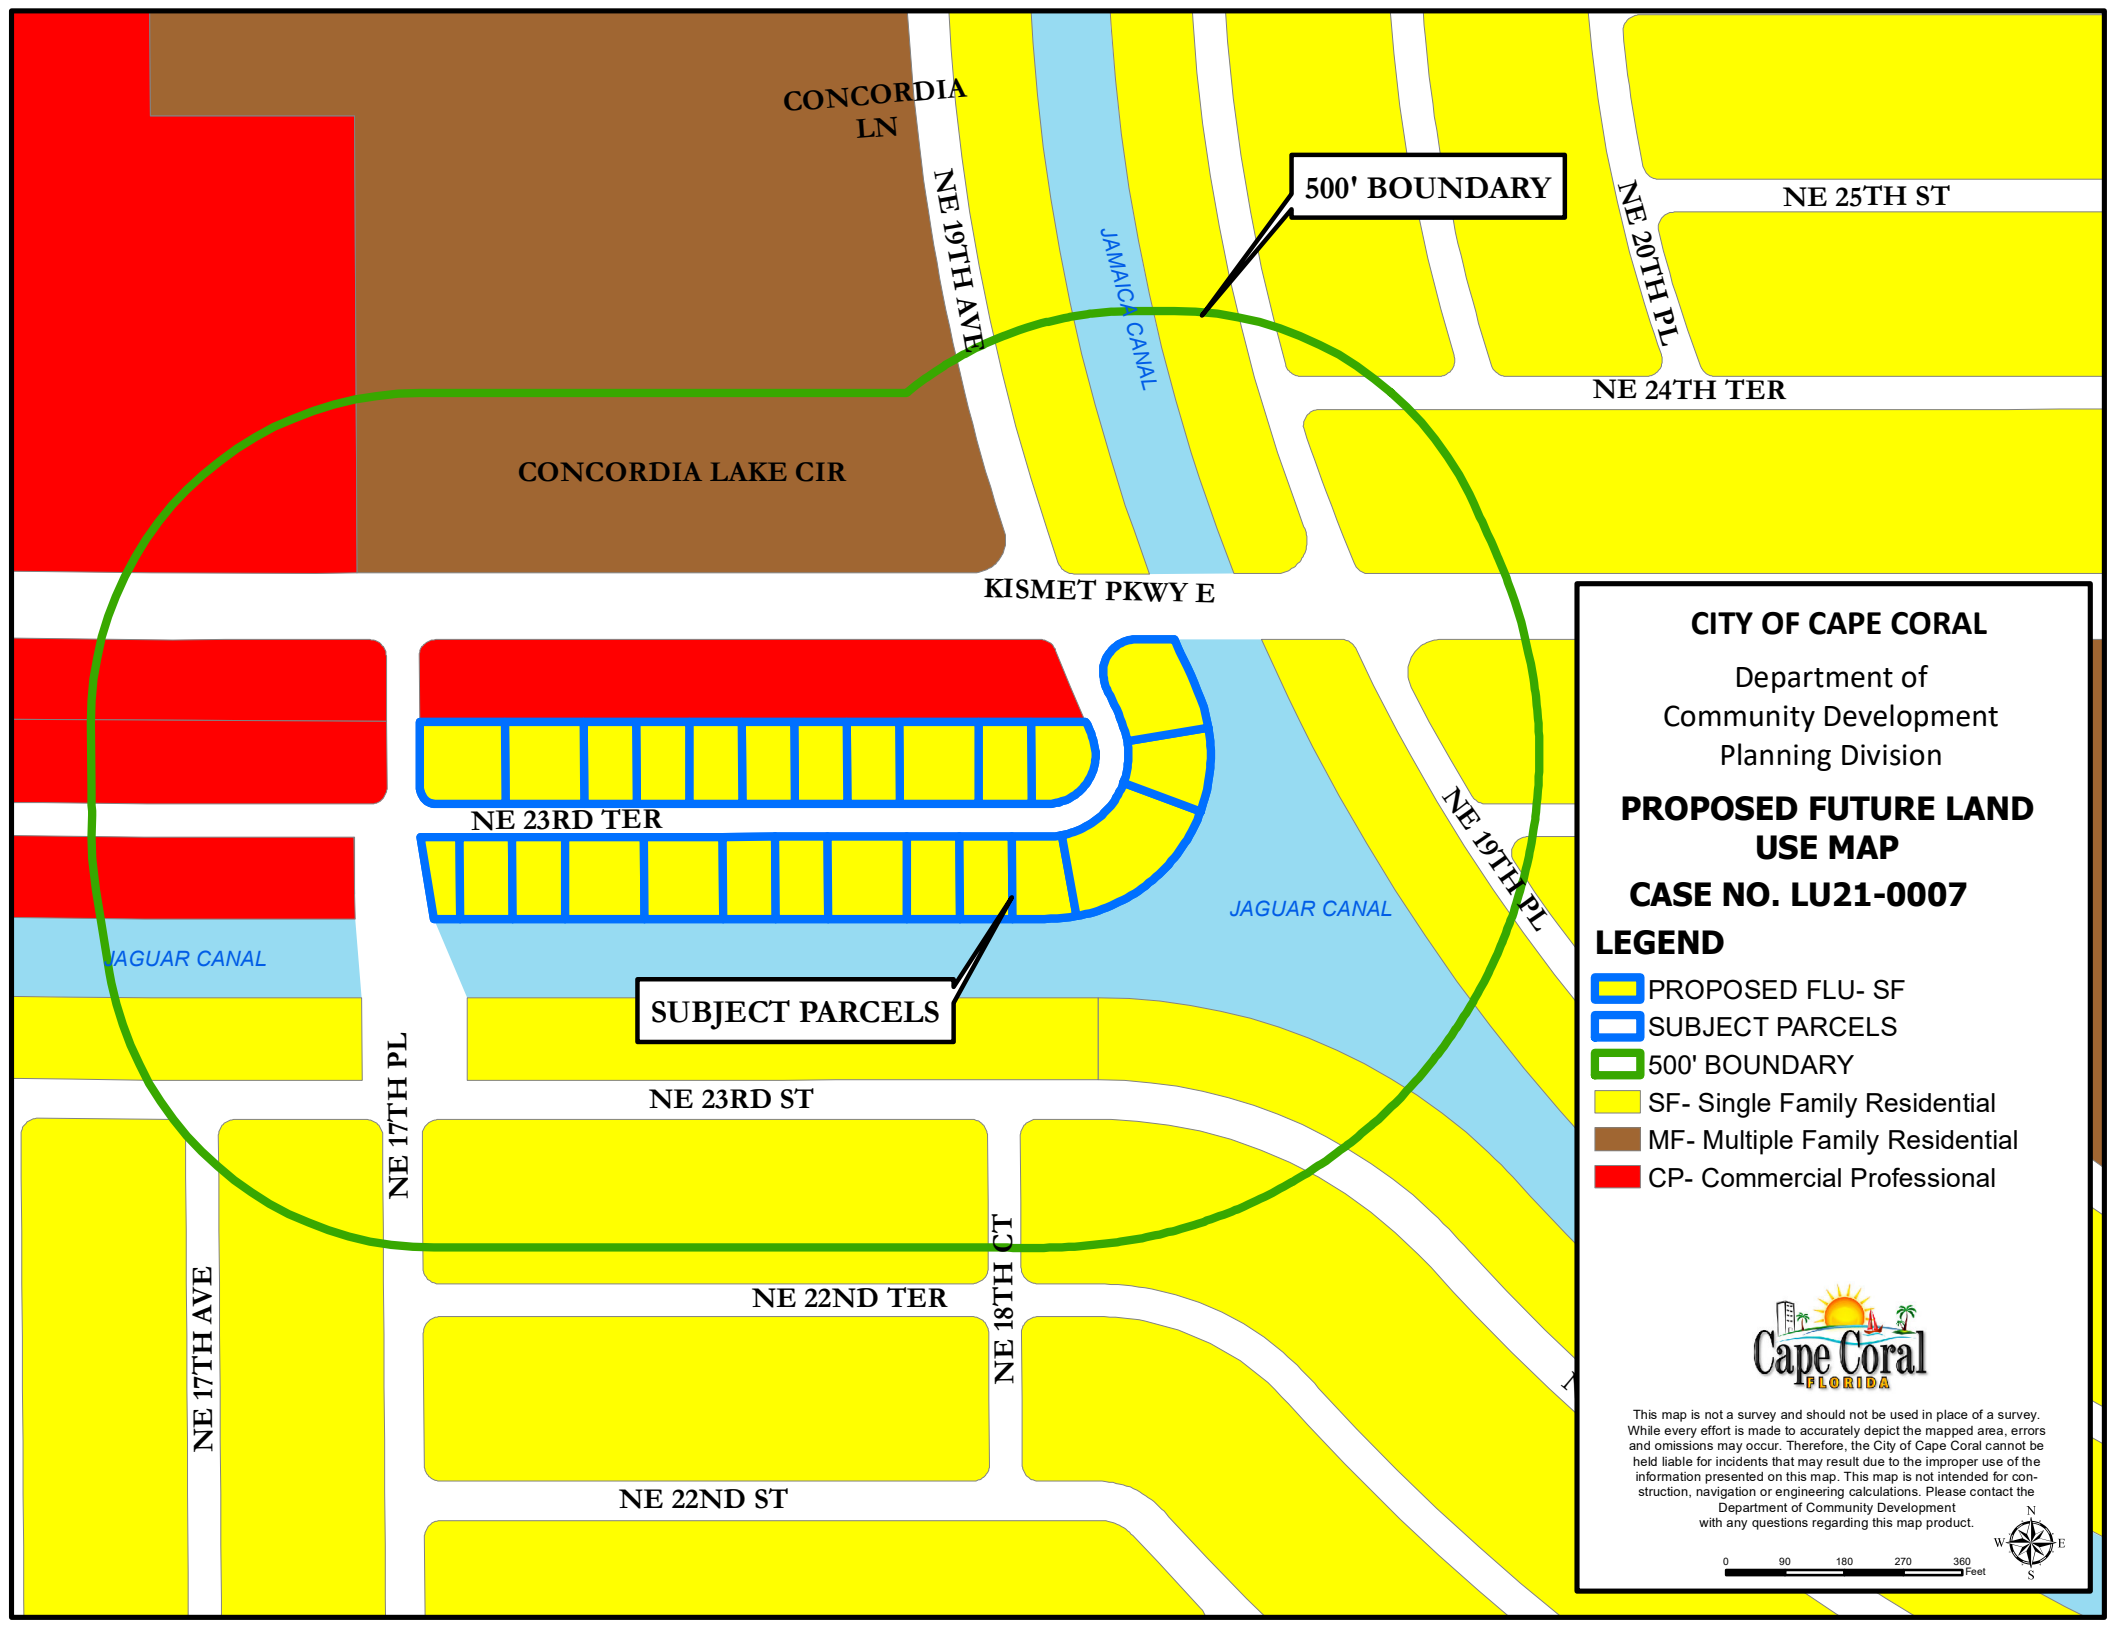 CONCORDIA
LN
500' BOUNDARY
NE 25TH ST
NE 19TH AVE
JAMAICA CANAL
NE 20TH PL
NE 24TH TER
CONCORDIA LAKE CIR
KISMET PKWY E
NE 23RD TER
NE 19TH PL
JAGUAR CANAL
JAGUAR CANAL
SUBJECT PARCELS
NE 17TH PL
NE 23RD ST
NE 18TH CT
NE 22ND TER
NE 17TH AVE
NE 22ND ST
CITY OF CAPE CORAL
Department of
Community Development
Planning Division
PROPOSED FUTURE LAND
USE MAP
CASE NO. LU21-0007
LEGEND
PROPOSED FLU- SF
SUBJECT PARCELS
500' BOUNDARY
SF- Single Family Residential
MF- Multiple Family Residential
CP- Commercial Professional
Cape Coral
FLORIDA
This map is not a survey and should not be used in place of a survey.
While every effort is made to accurately depict the mapped area, errors
and omissions may occur. Therefore, the City of Cape Coral cannot be
held liable for incidents that may result due to the improper use of the
information presented on this map. This map is not intended for con-
struction, navigation or engineering calculations. Please contact the
Department of Community Development
with any questions regarding this map product.
N
W E
S
0 90 180 270 360
Feet